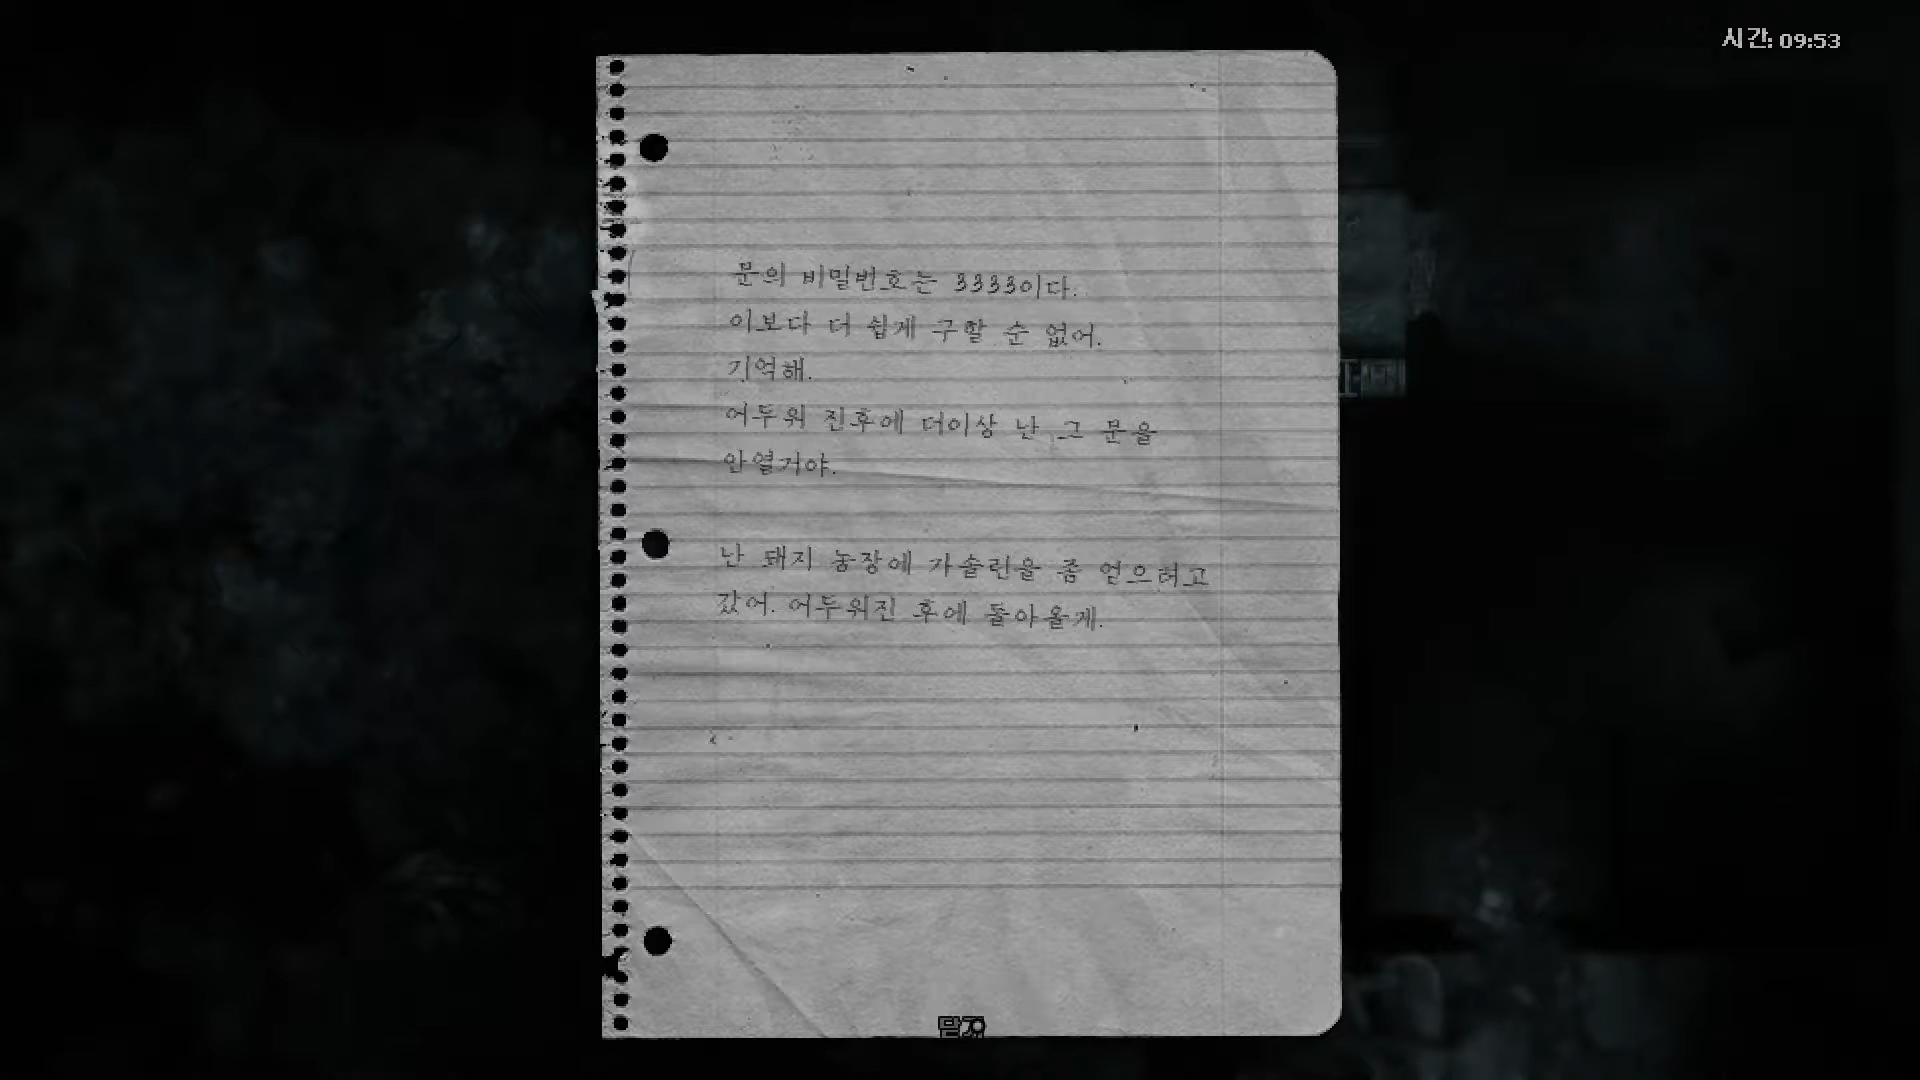 시간: 09:53
문의 비밀번호는 3333이다.
이보다 더 쉽게 구할 순 없어.
기억해.
어두워 진후에 더이상 난 그 문을
안열거야.
난 돼지 농장에 가솔린을 좀 얻으려고
갔어. 어두워진 후에 돌아올게.